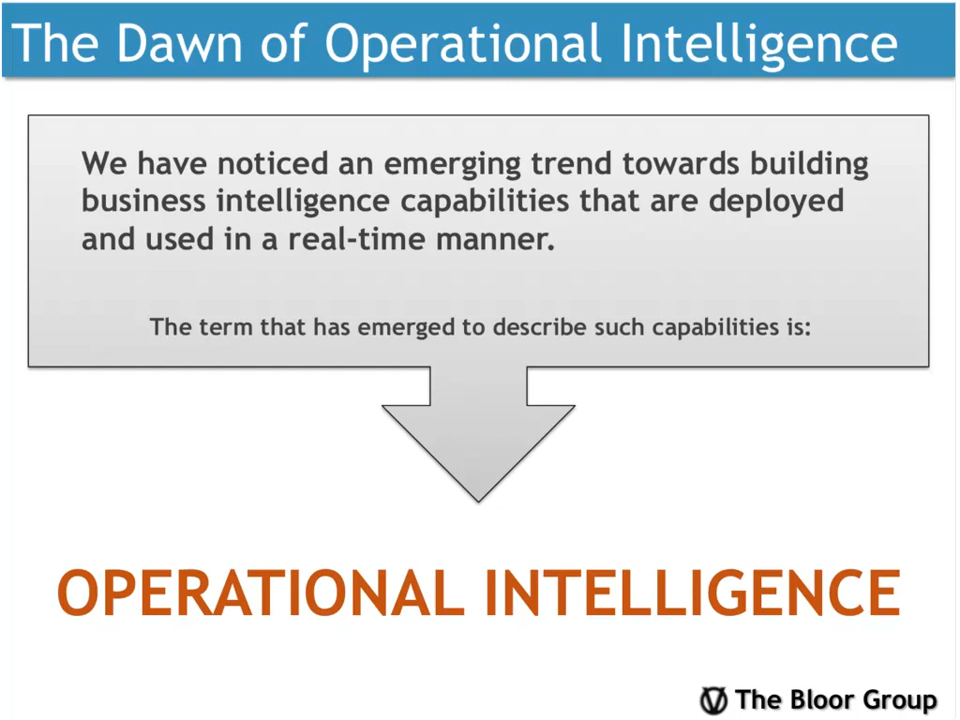 The Dawn of Operational Intelligence
We have noticed an emerging trend towards building
business intelligence capabilities that are deployed
and used in a real-time manner.
The term that has emerged to describe such capabilities is:
OPERATIONAL INTELLIGENCE
The Bloor Group